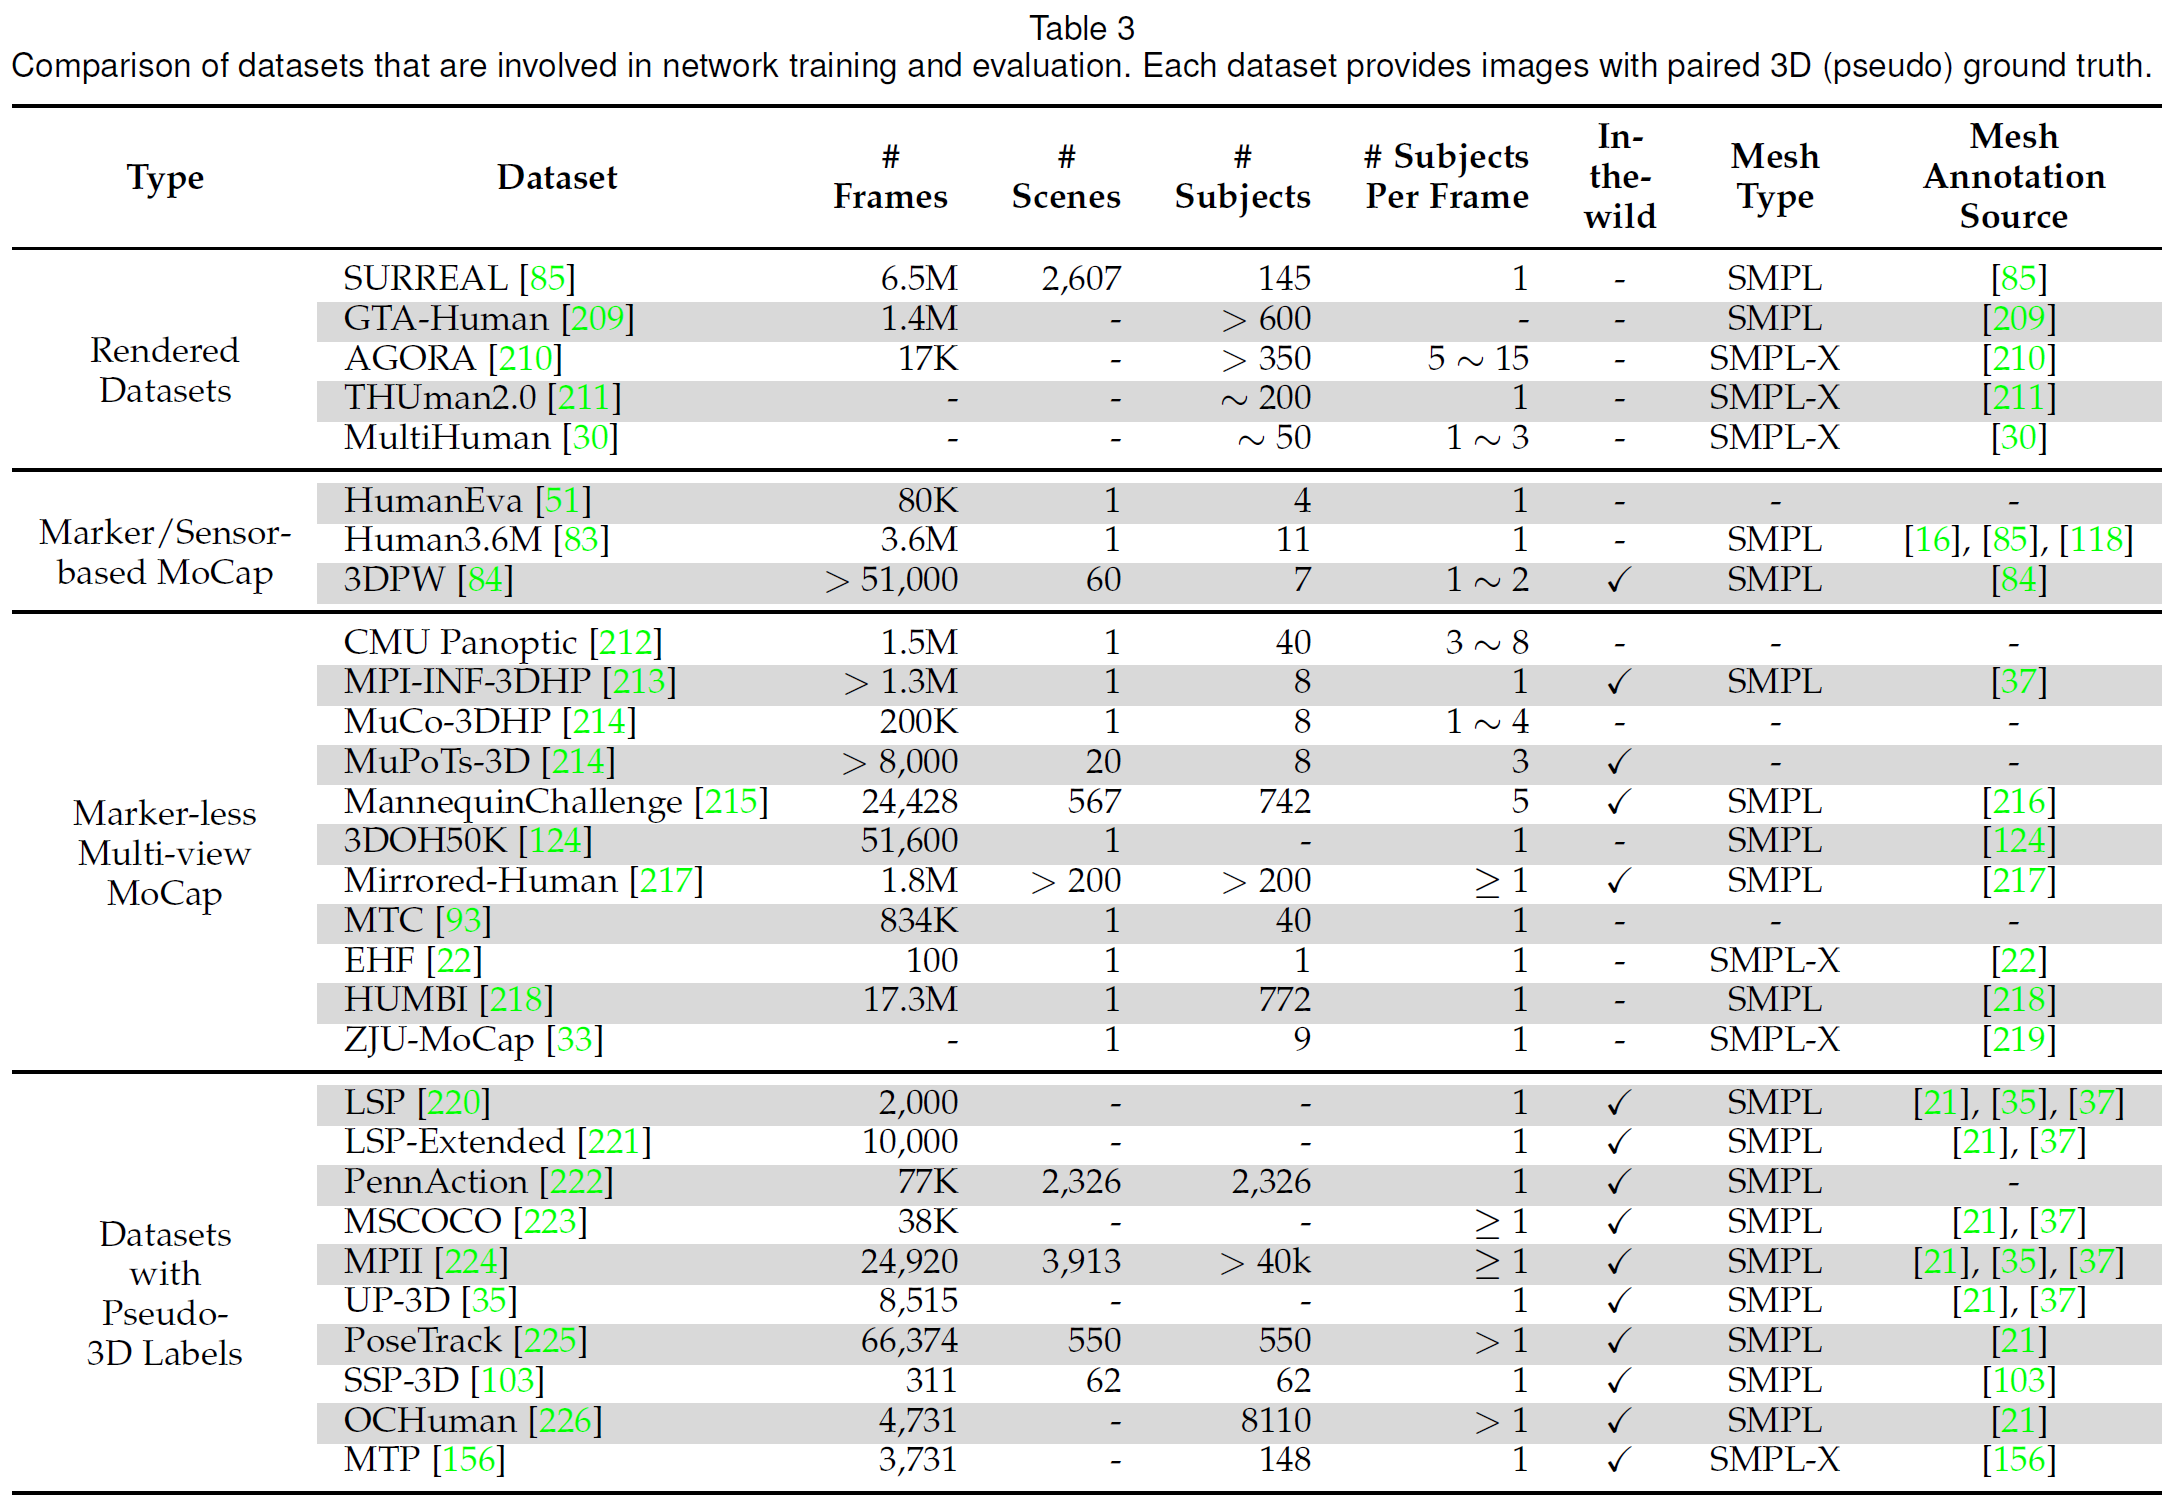 Table 3
Comparison of datasets that are involved in network training and evaluation. Each dataset provides images with paired 3D (pseudo) ground truth.
Type Dataset # Frames # Scenes # Subjects # Subjects Per Frame In-the-wild Mesh Type Mesh Annotation Source
Rendered Datasets
SURREAL [85] 6.5M 2,607 145 1 - SMPL [85]
GTA-Human [209] 1.4M - > 600 - - SMPL [209]
AGORA [210] 17K - > 350 5 ∼ 15 - SMPL-X [210]
THUman2.0 [211] - - ∼ 200 1 - SMPL-X [211]
MultiHuman [30] - - ∼ 50 1 ∼ 3 - SMPL-X [30]
Marker/Sensor-based MoCap
HumanEva [51] 80K 1 4 1 - - -
Human3.6M [83] 3.6M 1 11 1 - SMPL [16], [85], [118]
3DPW [84] > 51,000 60 7 1 ∼ 2 ✓ SMPL [84]
Marker-less Multi-view MoCap
CMU Panoptic [212] 1.5M 1 40 3 ∼ 8 - - -
MPI-INF-3DHP [213] > 1.3M 1 8 1 ✓ SMPL [37]
MuCo-3DHP [214] 200K 1 8 1 ∼ 4 - - -
MuPoTs-3D [214] > 8,000 20 8 3 ✓ - -
MannequinChallenge [215] 24,428 567 742 5 ✓ SMPL [216]
3DOH50K [124] 51,600 1 - 1 - SMPL [124]
Mirrored-Human [217] 1.8M > 200 > 200 ≥ 1 ✓ SMPL [217]
MTC [93] 834K 1 40 1 - - -
EHF [22] 100 1 1 1 - SMPL-X [22]
HUMBI [218] 17.3M 1 772 1 - SMPL [218]
ZJU-MoCap [33] - 1 9 1 - SMPL-X [219]
Datasets with Pseudo-3D Labels
LSP [220] 2,000 - - 1 ✓ SMPL [21], [35], [37]
LSP-Extended [221] 10,000 - - 1 ✓ SMPL [21], [37]
PennAction [222] 77K 2,326 2,326 1 ✓ SMPL -
MSCOCO [223] 38K - - ≥ 1 ✓ SMPL [21], [37]
MPII [224] 24,920 3,913 > 40k ≥ 1 ✓ SMPL [21], [35], [37]
UP-3D [35] 8,515 - - 1 ✓ SMPL [21], [37]
PoseTrack [225] 66,374 550 550 > 1 ✓ SMPL [21]
SSP-3D [103] 311 62 62 1 ✓ SMPL [103]
OCHuman [226] 4,731 - 8110 > 1 ✓ SMPL [21]
MTP [156] 3,731 - 148 1 ✓ SMPL-X [156]